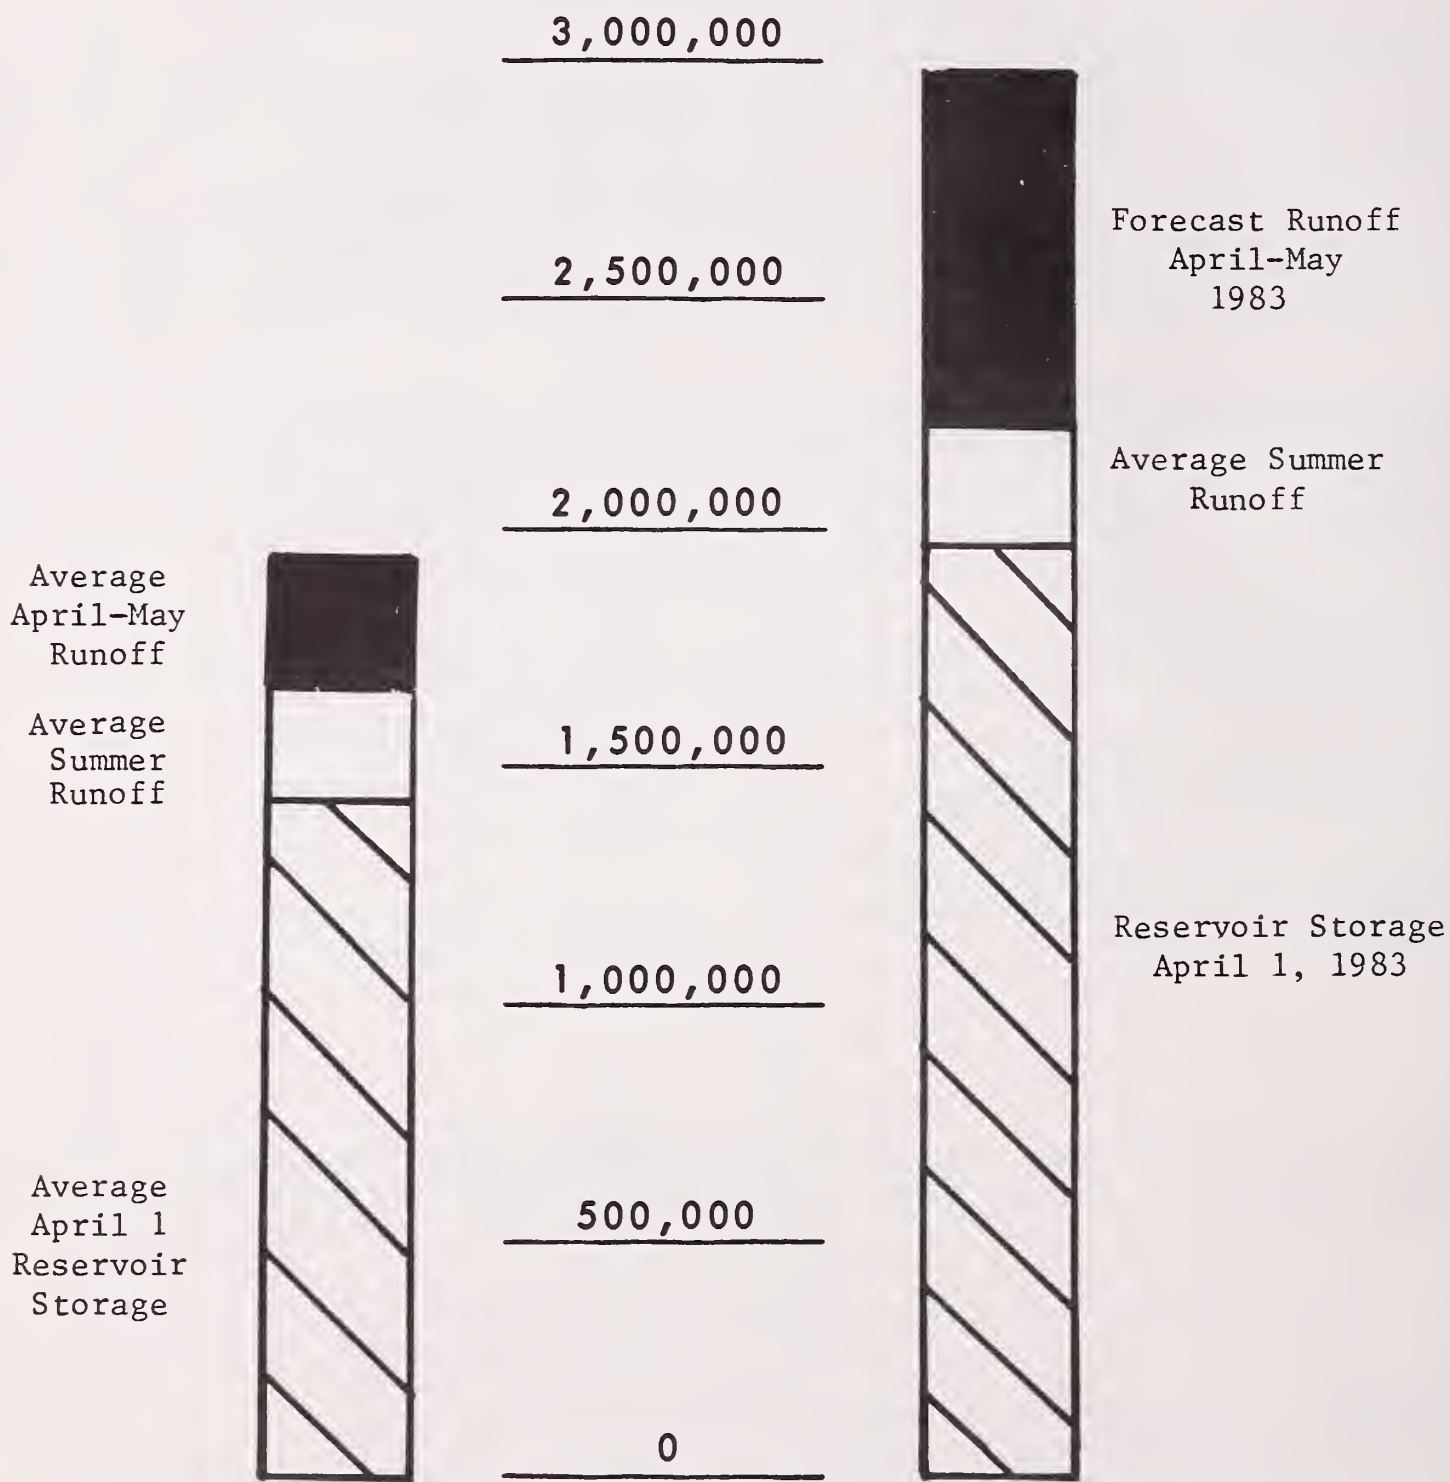 3,000,000
2,500,000
2,000,000
1,500,000
1,000,000
500,000
0
Average
April-May
Runoff
Average
Summer
Runoff
Average
April 1
Reservoir
Storage
Forecast Runoff
April-May
1983
Average Summer
Runoff
Reservoir Storage
April 1, 1983